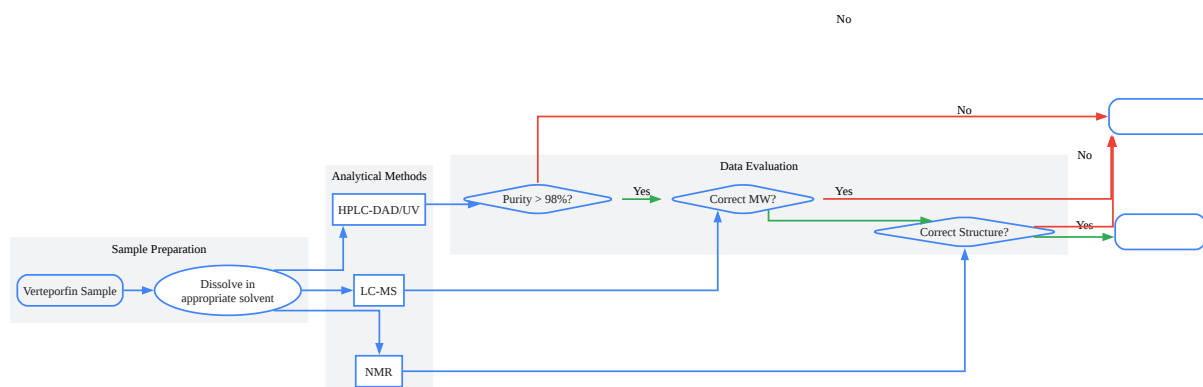 No
No
Data Evaluation
No
Analytical Methods
Purity > 98%?
Yes
Correct MW?
Yes
HPLC-DAD/UV
Correct Structure?
Yes
Sample Preparation
Verteporfin Sample
Dissolve in
appropriate solvent
LC-MS
NMR